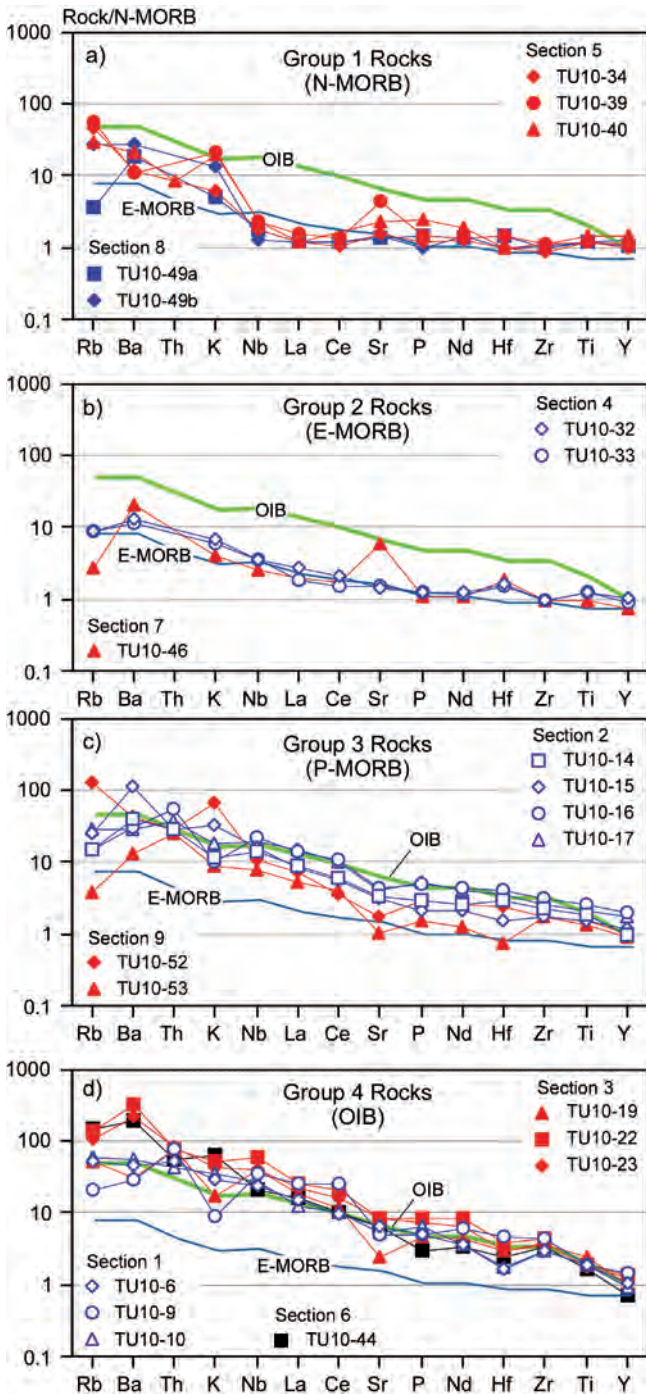 Rock/N-MORB
1000
100
10
1
0.1
a)
Group 1 Rocks
(N-MORB)
Section 5
TU10-34
TU10-39
TU10-40
OIB
E-MORB
Section 8
TU10-49a
TU10-49b
Rb Ba Th K Nb La Ce Sr P Nd Hf Zr Ti Y
1000
100
10
1
0.1
b)
Group 2 Rocks
(E-MORB)
Section 4
TU10-32
TU10-33
OIB
E-MORB
Section 7
TU10-46
Rb Ba Th K Nb La Ce Sr P Nd Hf Zr Ti Y
1000
100
10
1
0.1
c)
Group 3 Rocks
(P-MORB)
Section 2
TU10-14
TU10-15
TU10-16
TU10-17
OIB
E-MORB
Section 9
TU10-52
TU10-53
Rb Ba Th K Nb La Ce Sr P Nd Hf Zr Ti Y
1000
100
10
1
0.1
d)
Group 4 Rocks
(OIB)
Section 3
TU10-19
TU10-22
TU10-23
OIB
E-MORB
Section 1
TU10-6
TU10-9
TU10-10
Section 6
TU10-44
Rb Ba Th K Nb La Ce Sr P Nd Hf Zr Ti Y